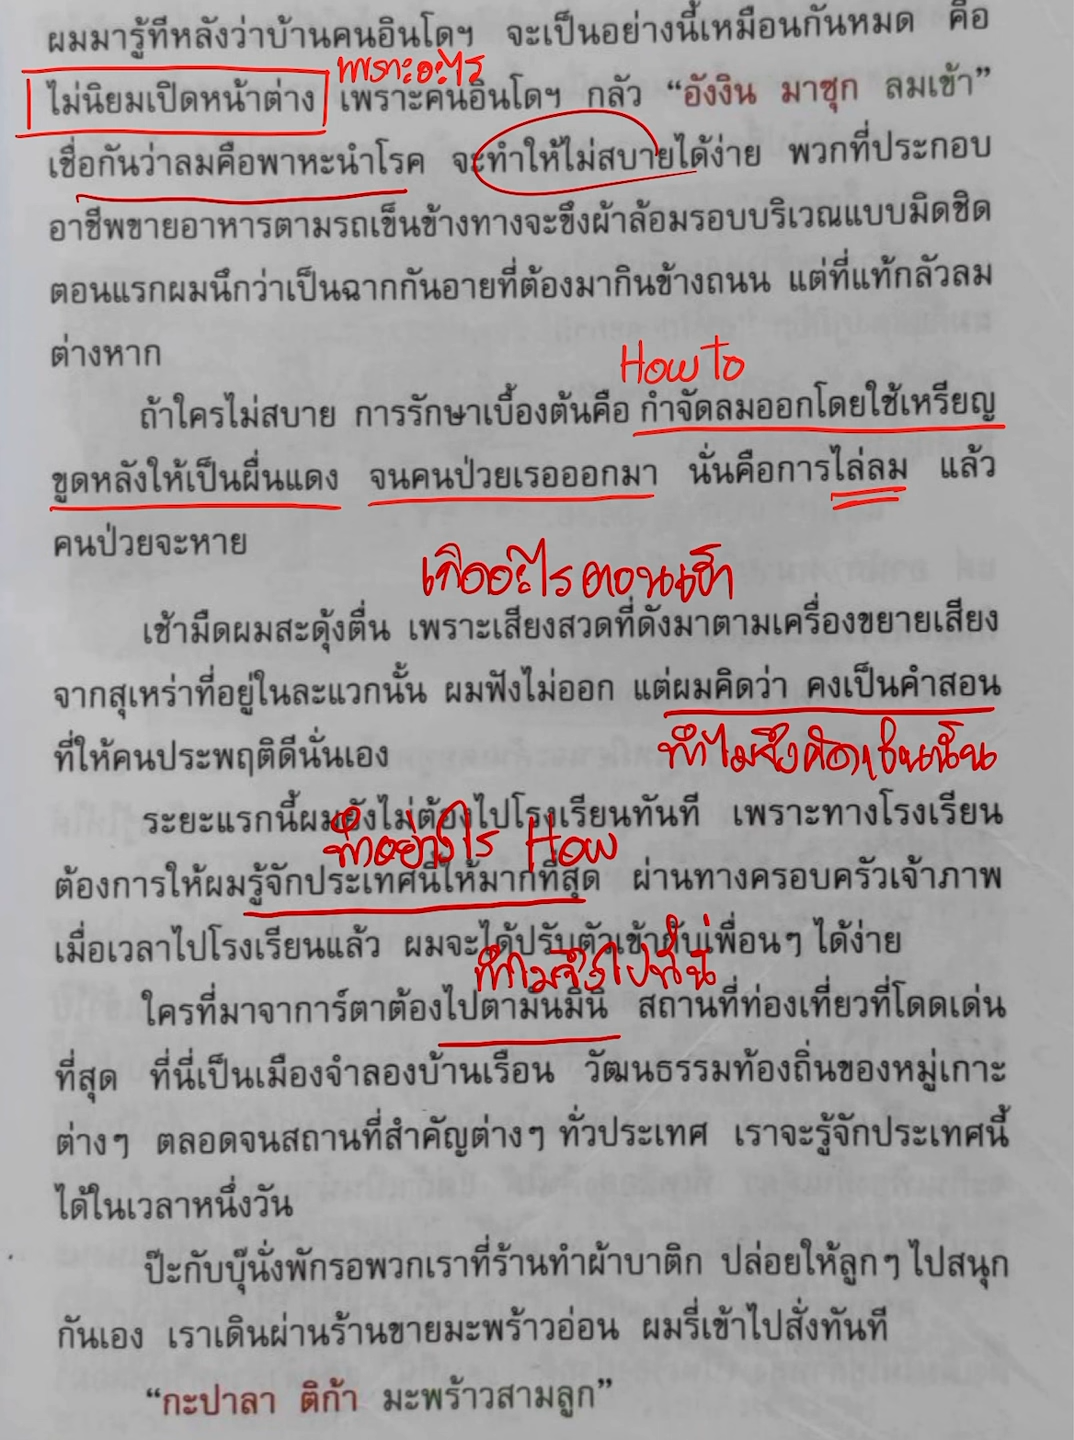 ผมมารู้ทีหลังว่าบ้านคนอินโดฯ จะเป็นอย่างนี้เหมือนกันหมด คือ
เพราะอะไร
ไม่นิยมเปิดหน้าต่าง เพราะคนอินโดฯ กลัว “อังงิน มาซุก ลมเข้า”
เชื่อกันว่าลมคือพาหะนำโรค จะทำให้ไม่สบายได้ง่าย พวกที่ประกอบ
อาชีพขายอาหารตามรถเข็นข้างทางจะขึงผ้าล้อมรอบบริเวณแบบมิดชิด
ตอนแรกผมนึกว่าเป็นฉากกันอายที่ต้องมากินข้างถนน แต่ที่แท้กลัวลม
ต่างหาก
How To
ถ้าใครไม่สบาย การรักษาเบื้องต้นคือ กำจัดลมออกโดยใช้เหรียญ
ขูดหลังให้เป็นผื่นแดง จนคนป่วยเรอออกมา นั่นคือการไล่ลม แล้ว
คนป่วยจะหาย
เกิดอะไรตอนเช้า
เช้ามืดผมสะดุ้งตื่น เพราะเสียงสวดที่ดังมาตามเครื่องขยายเสียง
จากสุเหร่าที่อยู่ในละแวกนั้น ผมฟังไม่ออก แต่ผมคิดว่า คงเป็นคำสอน
ที่ให้คนประพฤติดีนั่นเอง
ทำไมจึงคิดเช่นนั้น
ระยะแรกนี้ผมยังไม่ต้องไปโรงเรียนทันที เพราะทางโรงเรียน
ทำอย่างไร How
ต้องการให้ผมรู้จักประเทศนี้ให้มากที่สุด ผ่านทางครอบครัวเจ้าภาพ
เมื่อเวลาไปโรงเรียนแล้ว ผมจะได้ปรับตัวเข้ากับเพื่อนๆ ได้ง่าย
ทำไมจึงไปที่นี่
ใครที่มาจาการ์ตาต้องไปตามันมินิ สถานที่ท่องเที่ยวที่โดดเด่น
ที่สุด ที่นี่เป็นเมืองจำลองบ้านเรือน วัฒนธรรมท้องถิ่นของหมู่เกาะ
ต่างๆ ตลอดจนสถานที่สำคัญต่างๆ ทั่วประเทศ เราจะรู้จักประเทศนี้
ได้ในเวลาหนึ่งวัน
ป๊ะกับบุ๊นั่งพักรอพวกเราที่ร้านทำผ้าบาติก ปล่อยให้ลูกๆ ไปสนุก
กันเอง เราเดินผ่านร้านขายมะพร้าวอ่อน ผมรี่เข้าไปสั่งทันที
“กะปาลา ติก้า มะพร้าวสามลูก”